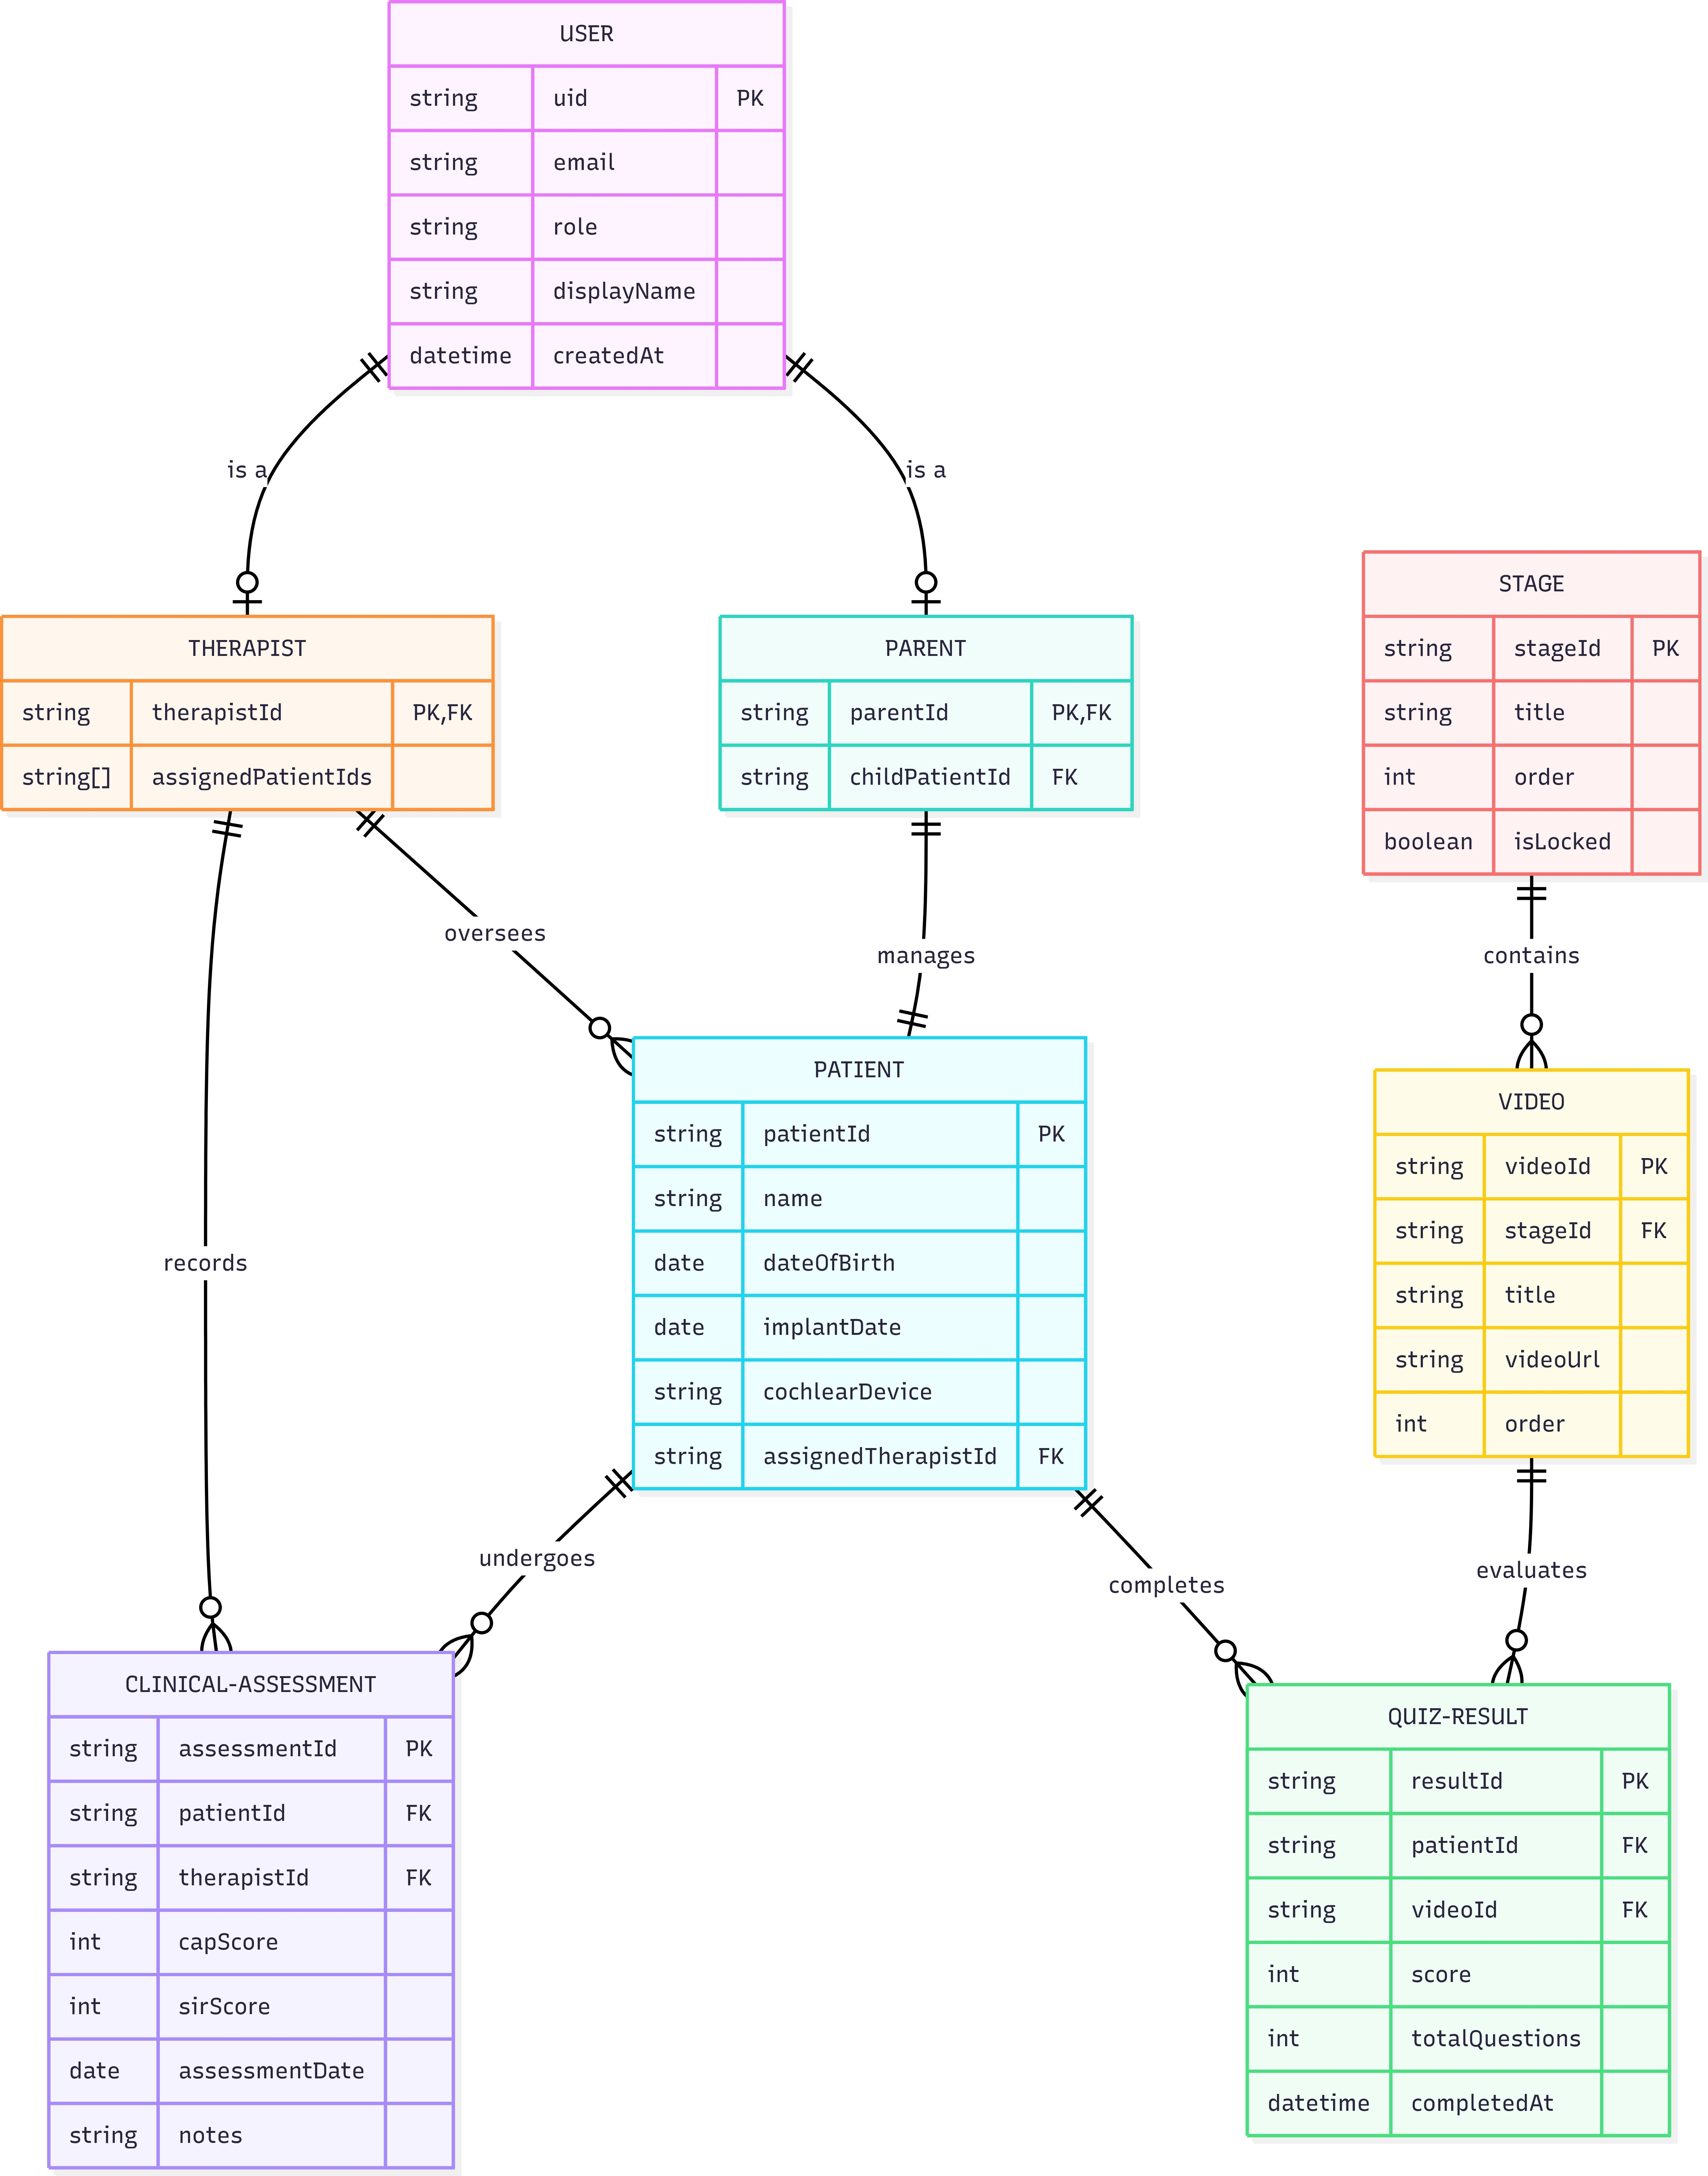 USER
string uid PK
string email
string role
string displayName
datetime createdAt
is a
is a
THERAPIST
string therapistId PK,FK
string[] assignedPatientIds
PARENT
string parentId PK,FK
string childPatientId FK
STAGE
string stageId PK
string title
int order
boolean isLocked
oversees
manages
contains
records
PATIENT
string patientId PK
string name
date dateOfBirth
date implantDate
string cochlearDevice
string assignedTherapistId FK
VIDEO
string videoId PK
string stageId FK
string title
string videoUrl
int order
undergoes
completes
evaluates
CLINICAL-ASSESSMENT
string assessmentId PK
string patientId FK
string therapistId FK
int capScore
int sirScore
date assessmentDate
string notes
QUIZ-RESULT
string resultId PK
string patientId FK
string videoId FK
int score
int totalQuestions
datetime completedAt